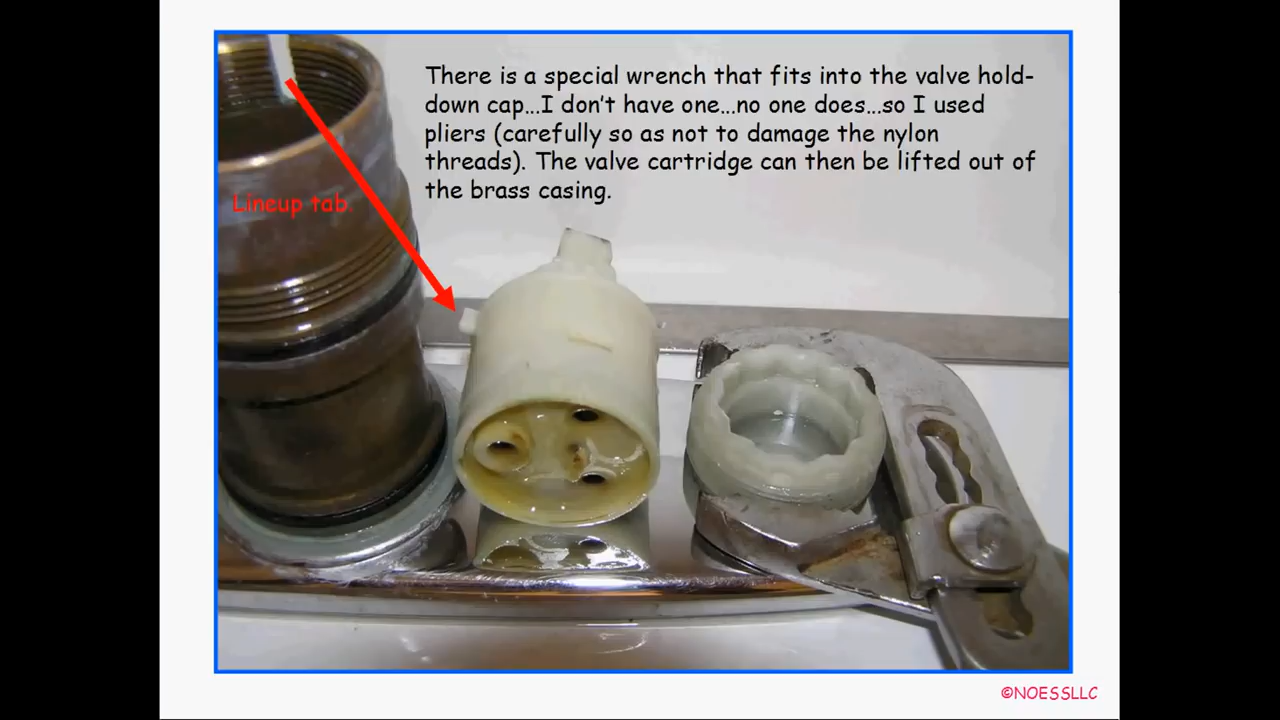 There is a special wrench that fits into the valve hold-
down cap...I don't have one...no one does...so I used
pliers (carefully so as not to damage the nylon
threads). The valve cartridge can then be lifted out of
the brass casing.
Lineup tab.
©NOESSLLC